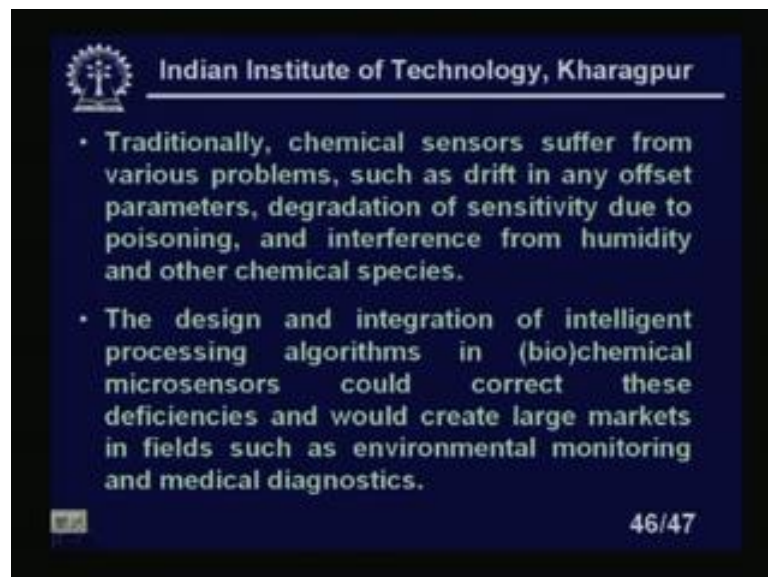 Indian Institute of Technology, Kharagpur
• Traditionally, chemical sensors suffer from
various problems, such as drift in any offset
parameters, degradation of sensitivity due to
poisoning, and interference from humidity
and other chemical species.
• The design and integration of intelligent
processing algorithms in (bio)chemical
microsensors could correct these
deficiencies and would create large markets
in fields such as environmental monitoring
and medical diagnostics.
46/47